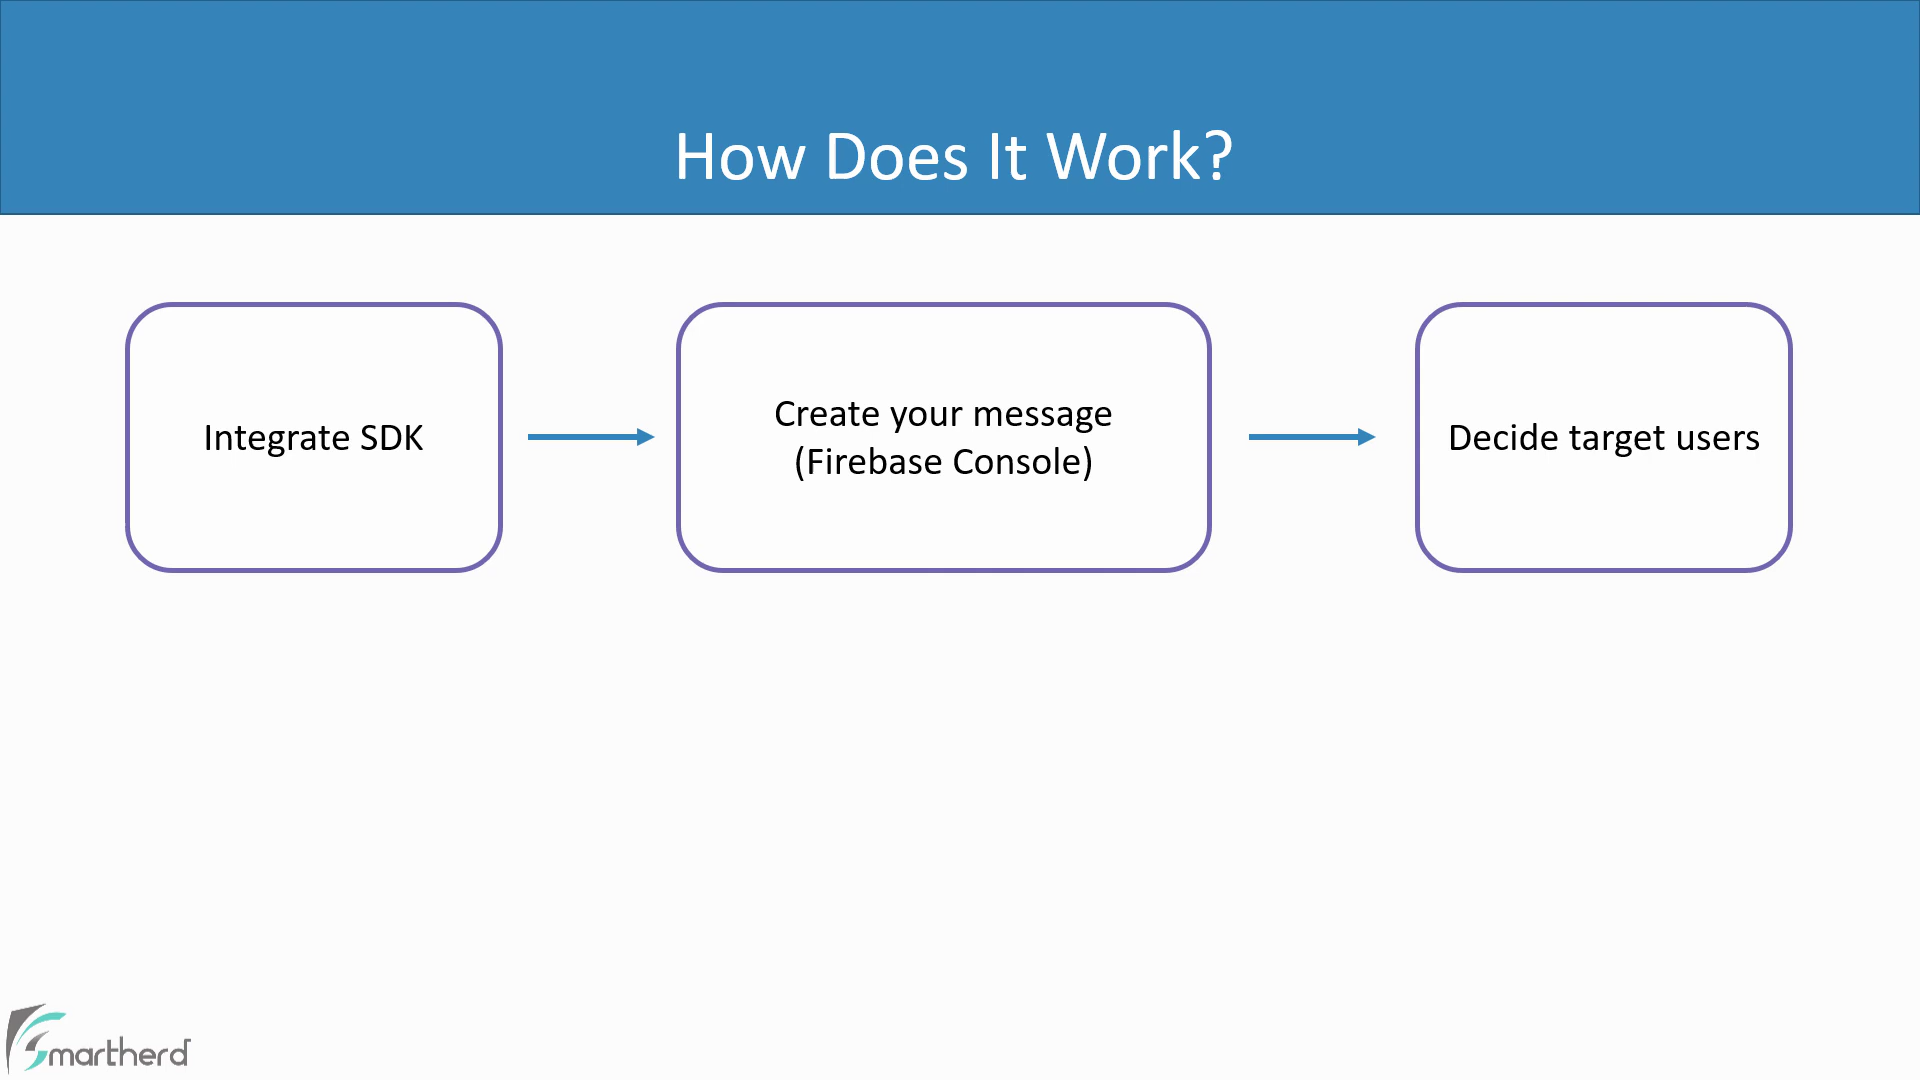 How Does It Work?
Integrate SDK
Create your message
(Firebase Console)
Decide target users
Smartherd